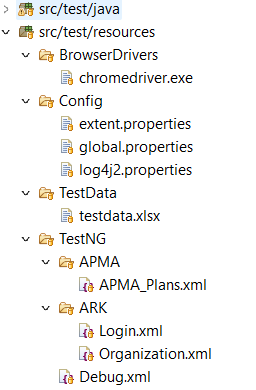 src/test/java
src/test/resources
BrowserDrivers
chromedriver.exe
Config
extent.properties
global.properties
log4j2.properties
TestData
testdata.xlsx
TestNG
APMA
APMA_Plans.xml
ARK
Login.xml
Organization.xml
Debug.xml